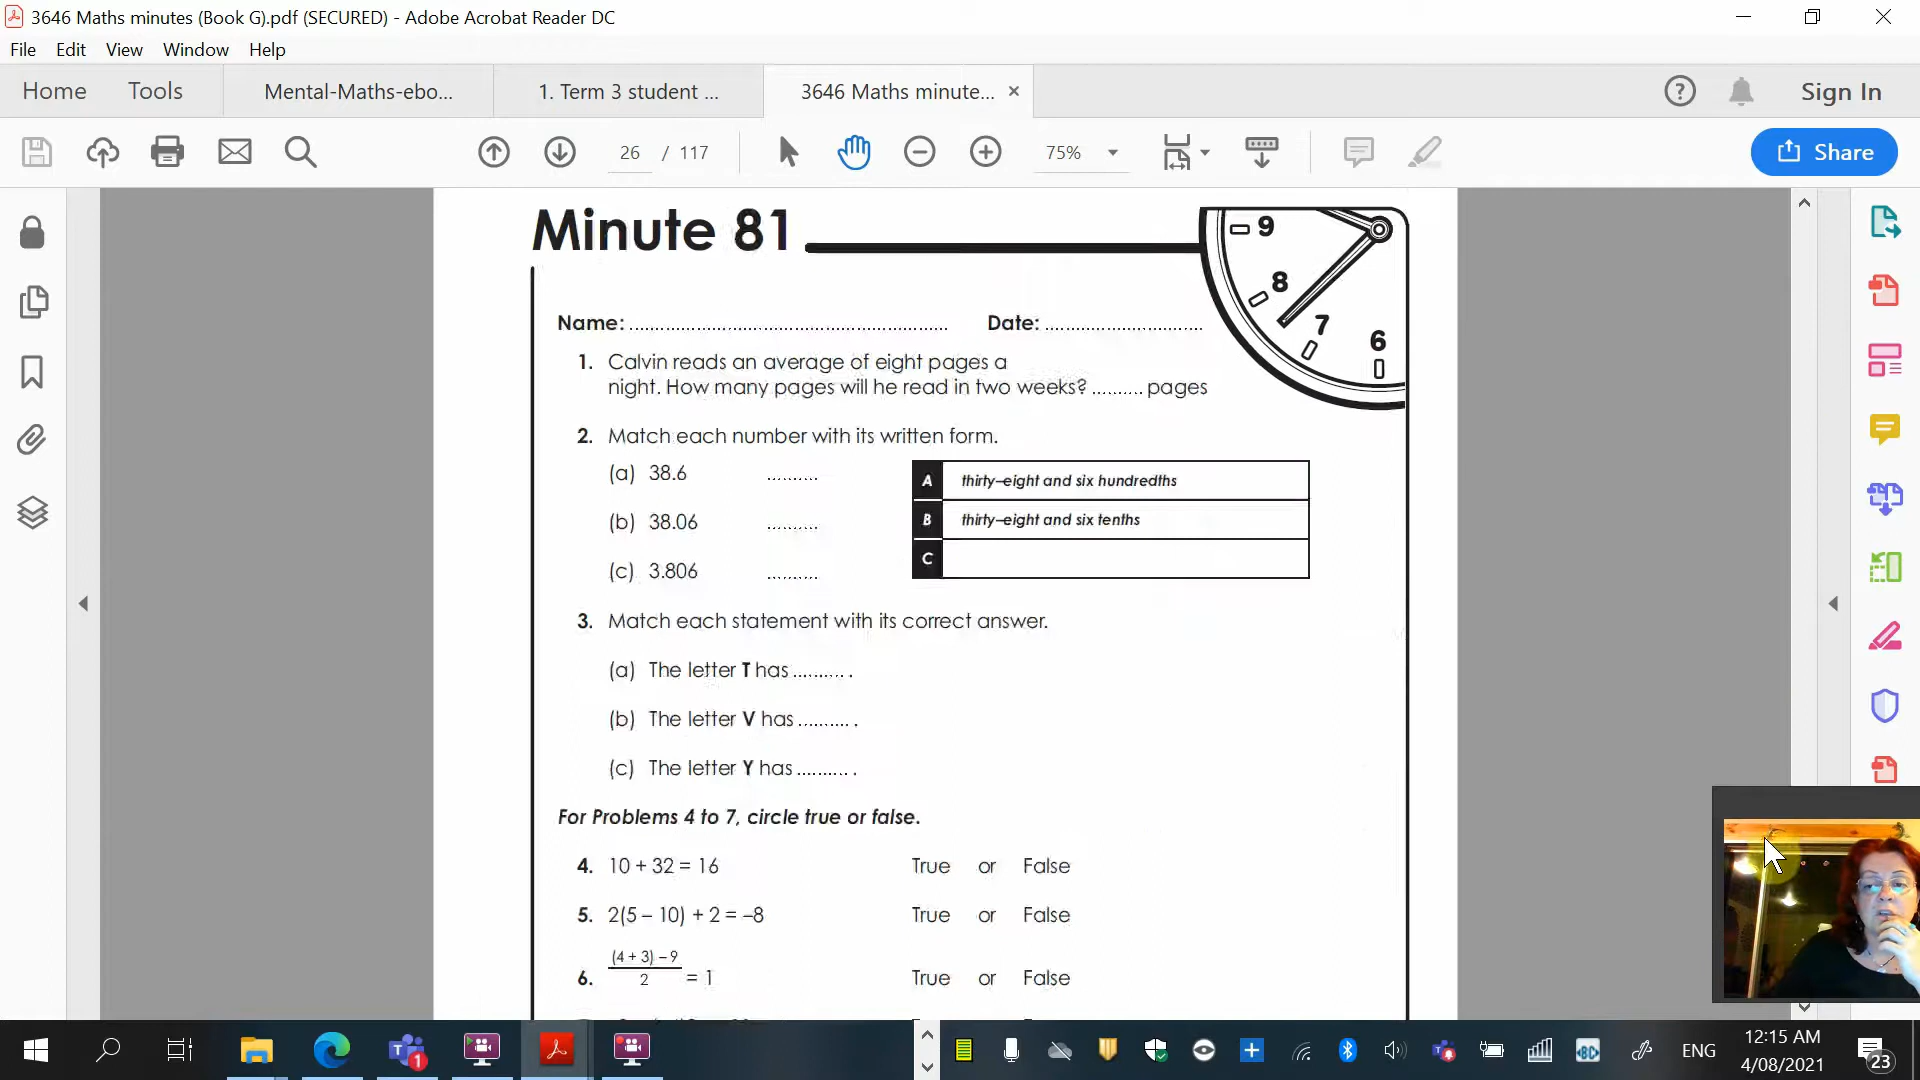 3646 Maths minutes (Book G).pdf (SECURED) - Adobe Acrobat Reader DC
File Edit View Window Help
Home Tools Mental-Maths-ebo... 1. Term 3 student ... 3646 Maths minute... × Sign In
26 / 117 75% Share
Minute 81
9
8
7
6
Name: ................................................ Date: ........................
1. Calvin reads an average of eight pages a
night. How many pages will he read in two weeks? ......... pages
2. Match each number with its written form.
(a) 38.6 ..........
A thirty–eight and six hundredths
(b) 38.06 ..........
B thirty–eight and six tenths
(c) 3.806 ..........
C
3. Match each statement with its correct answer.
(a) The letter T has ......... .
(b) The letter V has ......... .
(c) The letter Y has ......... .
For Problems 4 to 7, circle true or false.
4. 10 + 32 = 16 True or False
5. 2(5 – 10) + 2 = –8 True or False
6. (4 + 3) – 9
2
= 1 True or False
1
ENG
12:15 AM
4/08/2021
23